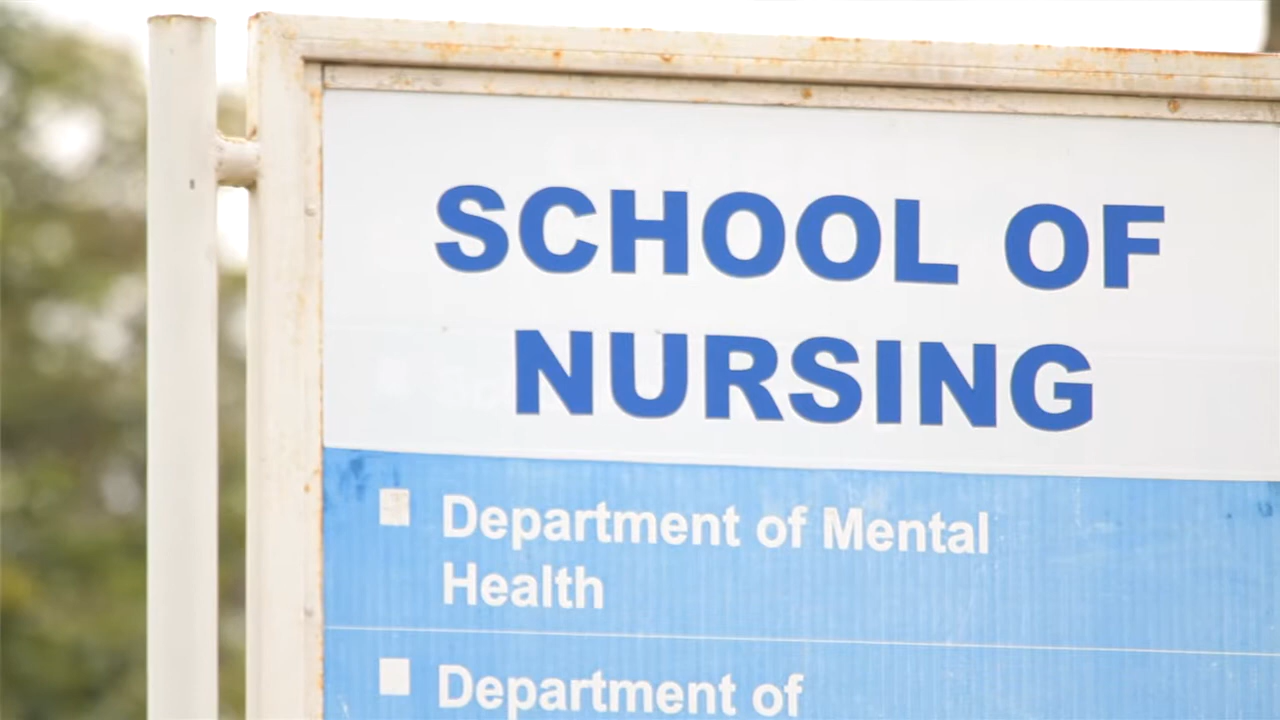 SCHOOL OF
NURSING
Department of Mental
Health
Department of